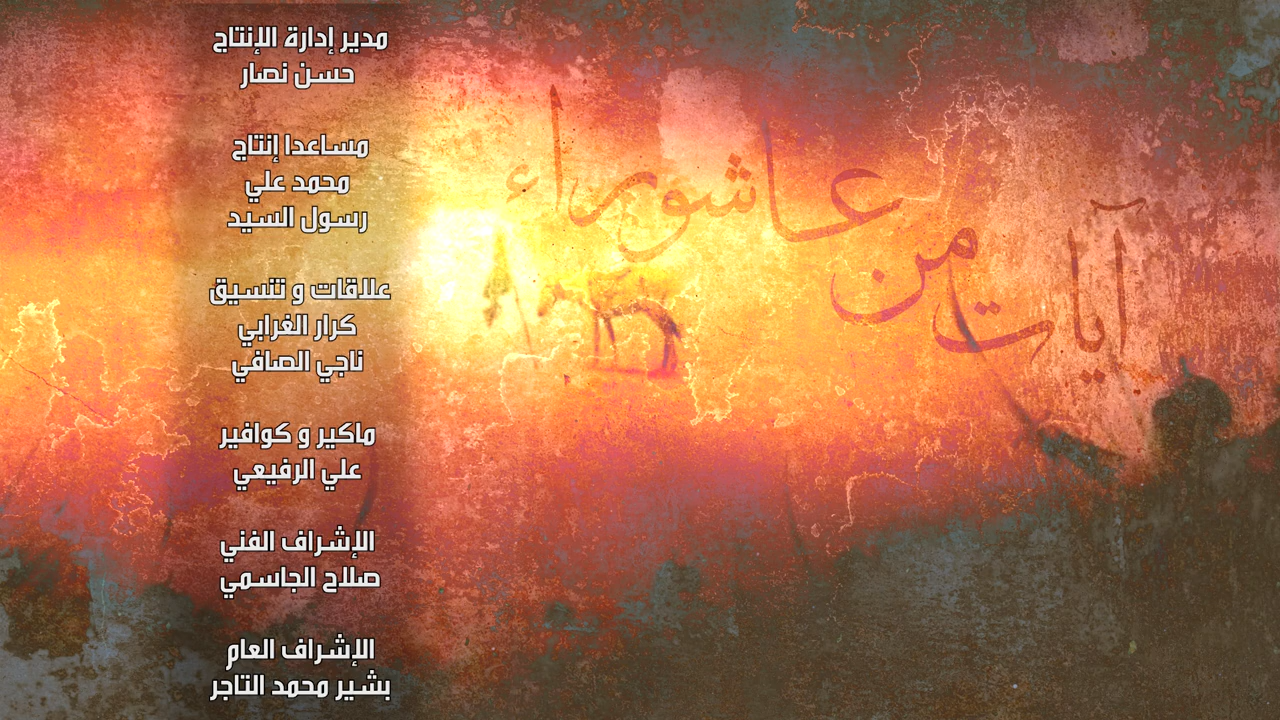 مدير إدارة الإنتاج
حسن نصار
مساعدا إنتاج
محمد علي
رسول السيد
علاقات و تنسيق
كرار الغرابي
ناجي الصافي
ماكير و كوافير
علي الرفيعي
الإشراف الفني
صلاح الجاسمي
الإشراف العام
بشير محمد التاجر
آيات من عاشوراء